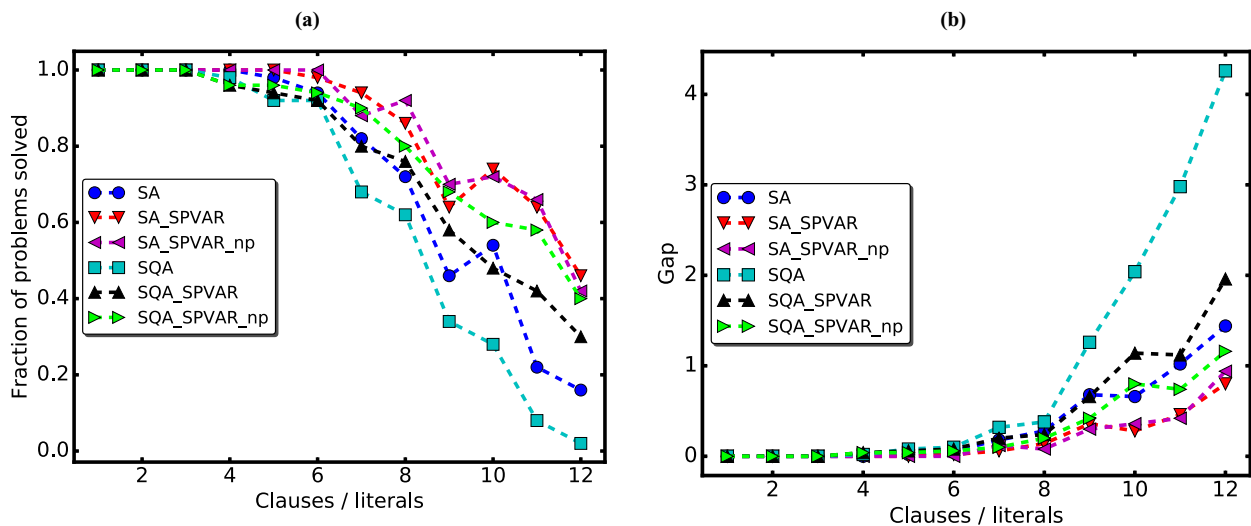 (a)
Fraction of problems solved
1.0
0.8
0.6
0.4
0.2
0.0
SA
SA_SPVAR
SA_SPVAR_np
SQA
SQA_SPVAR
SQA_SPVAR_np
2 4 6 8 10 12
Clauses / literals
(b)
Gap
4
3
2
1
0
SA
SA_SPVAR
SA_SPVAR_np
SQA
SQA_SPVAR
SQA_SPVAR_np
2 4 6 8 10 12
Clauses / literals